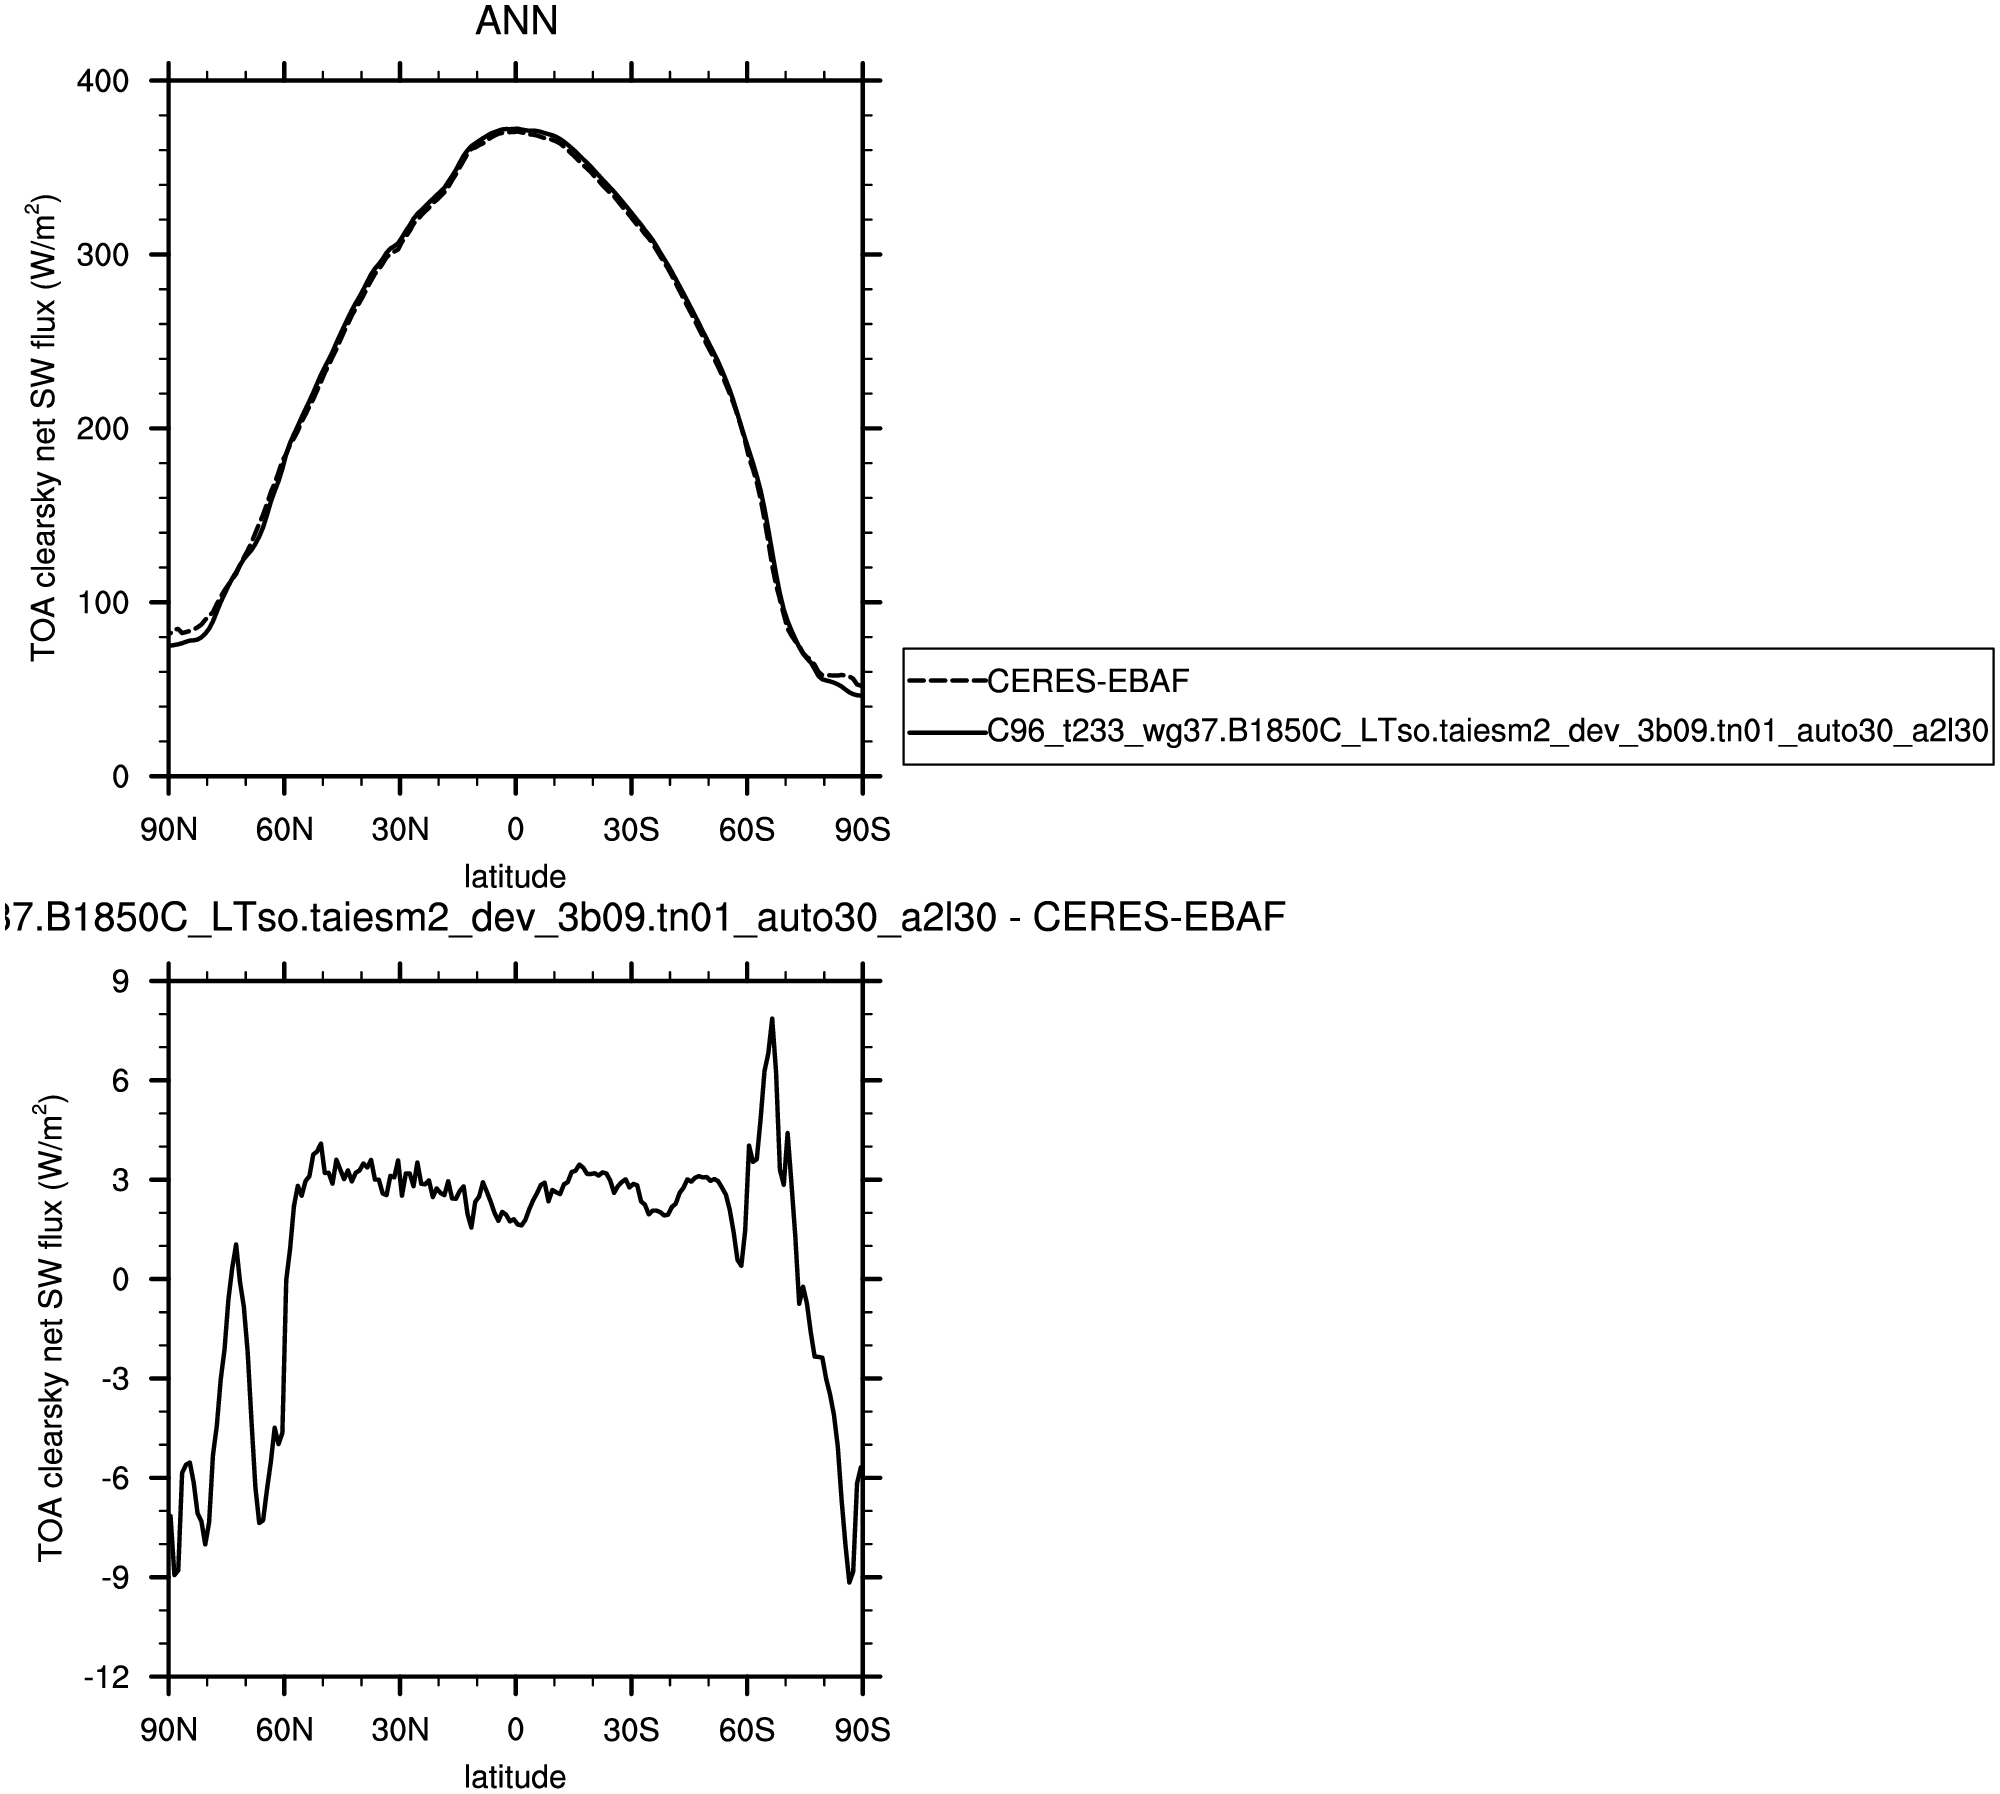 ANN
400
300
200
100
0
TOA clearsky net SW flux (W/m²)
90N 60N 30N 0 30S 60S 90S
latitude
CERES-EBAF
C96_t233_wg37.B1850C_LTso.taiesm2_dev_3b09.tn01_auto30_a2l30
37.B1850C_LTso.taiesm2_dev_3b09.tn01_auto30_a2l30 - CERES-EBAF
9
6
3
0
-3
-6
-9
-12
TOA clearsky net SW flux (W/m²)
90N 60N 30N 0 30S 60S 90S
latitude